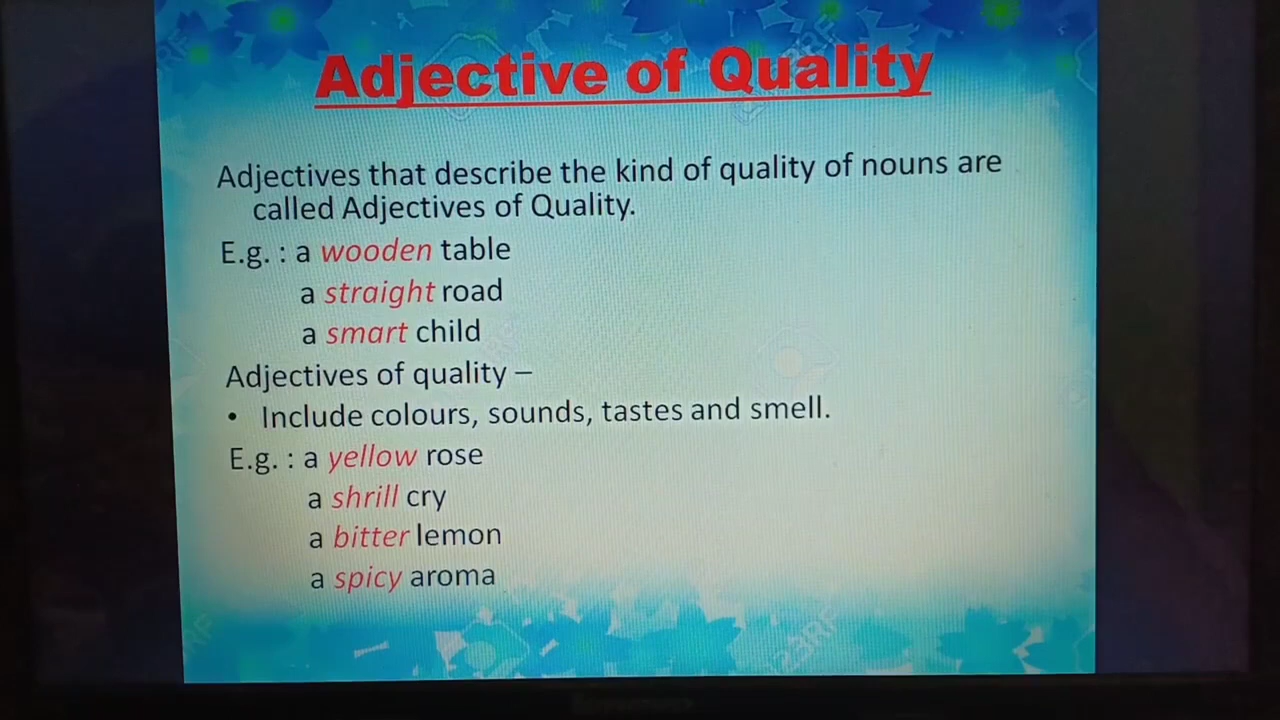 Adjective of Quality
Adjectives that describe the kind of quality of nouns are
called Adjectives of Quality.
E.g. : a wooden table
a straight road
a smart child
Adjectives of quality –
• Include colours, sounds, tastes and smell.
E.g. : a yellow rose
a shrill cry
a bitter lemon
a spicy aroma
123RF